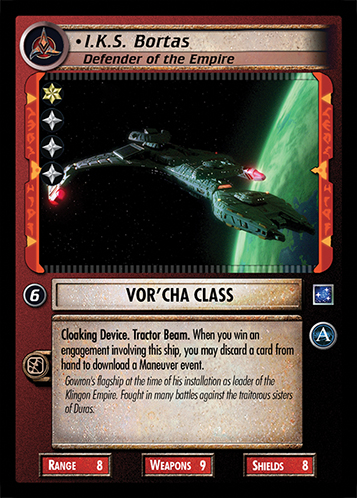 • I.K.S. Bortas
Defender of the Empire
6
VOR'CHA CLASS
A
Cloaking Device. Tractor Beam. When you win an
engagement involving this ship, you may discard a card from
hand to download a Maneuver event.
Gowron's flagship at the time of his installation as leader of the
Klingon Empire. Fought in many battles against the traitorous sisters
of Duras.
RANGE 8 WEAPONS 9 SHIELDS 8